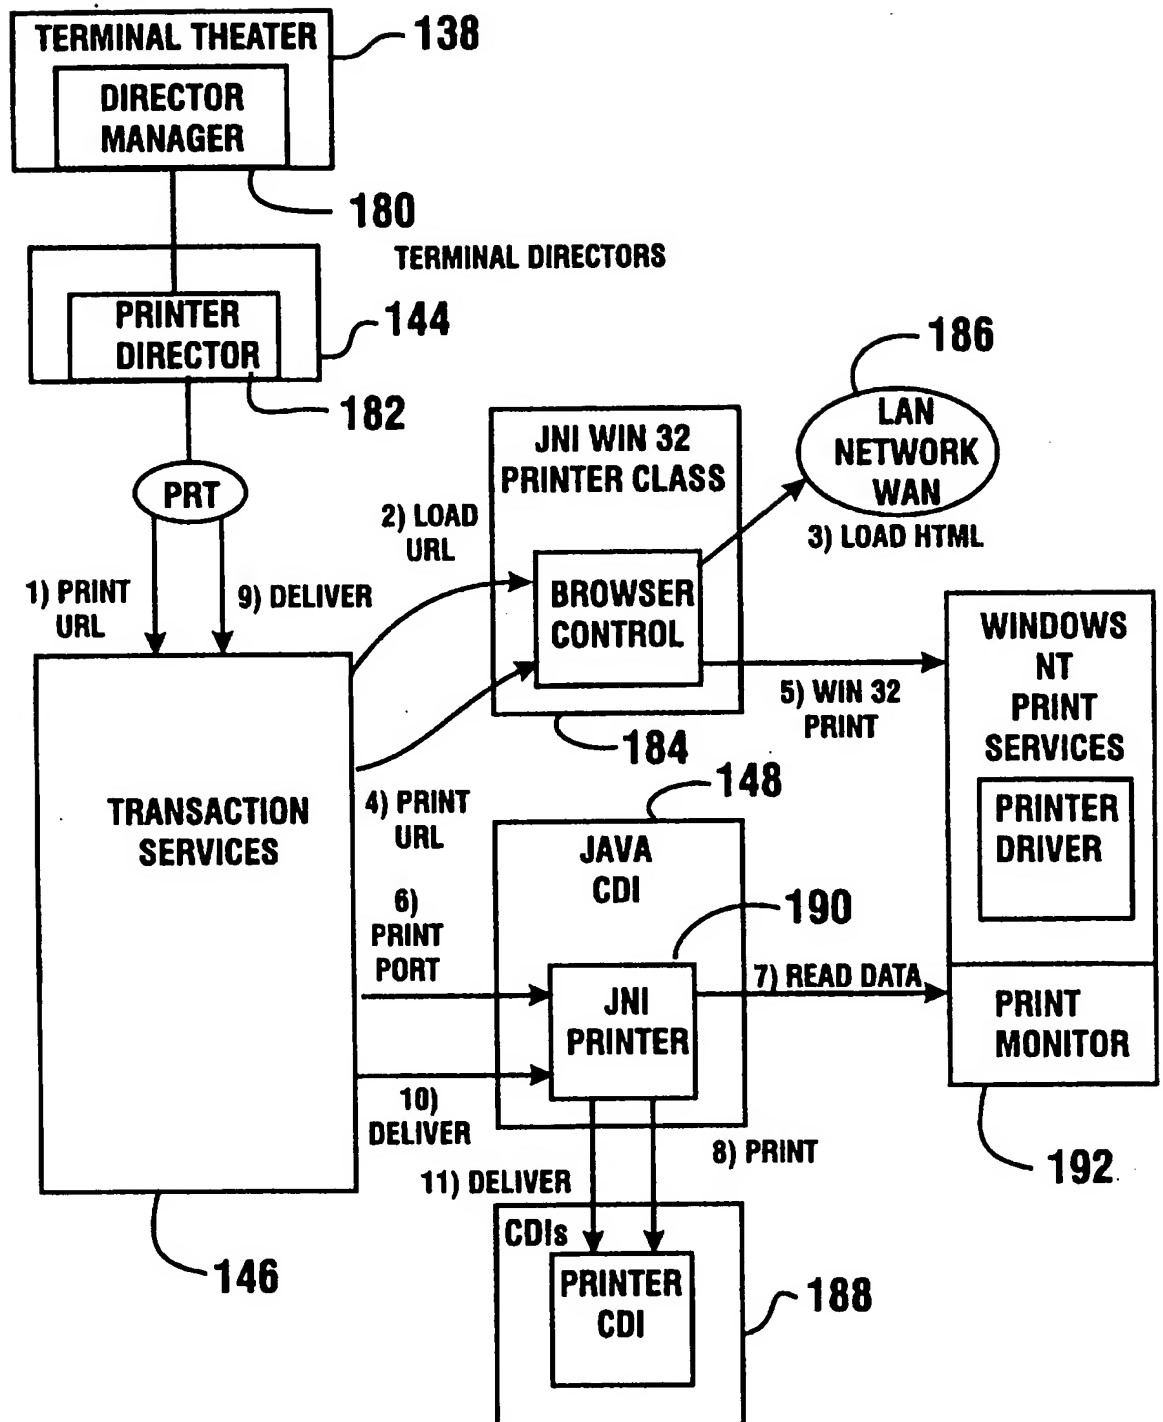 TERMINAL THEATER
138
DIRECTOR
MANAGER
180
TERMINAL DIRECTORS
PRINTER
DIRECTOR
144
182
PRT
1) PRINT
URL
9) DELIVER
2) LOAD
URL
JNI WIN 32
PRINTER CLASS
BROWSER
CONTROL
184
186
LAN
NETWORK
WAN
3) LOAD HTML
5) WIN 32
PRINT
WINDOWS
NT
PRINT
SERVICES
PRINTER
DRIVER
TRANSACTION
SERVICES
4) PRINT
URL
148
JAVA
CDI
190
6)
PRINT
PORT
JNI
PRINTER
7) READ DATA
PRINT
MONITOR
10)
DELIVER
8) PRINT
192
11) DELIVER
146
CDIs
PRINTER
CDI
188